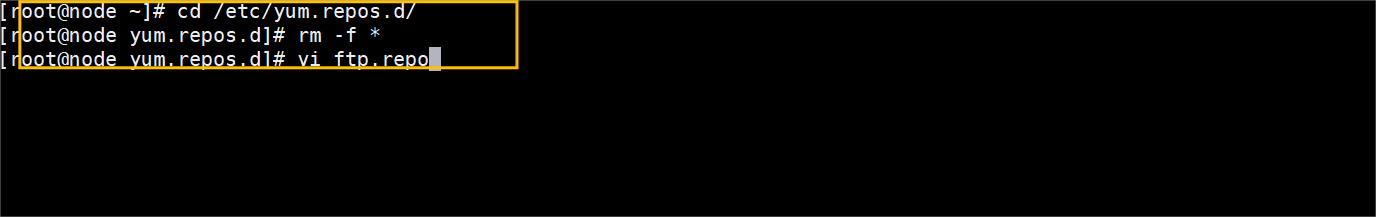 [root@node ~]# cd /etc/yum.repos.d/
[root@node yum.repos.d]# rm -f *
[root@node yum.repos.d]# vi ftp.repo